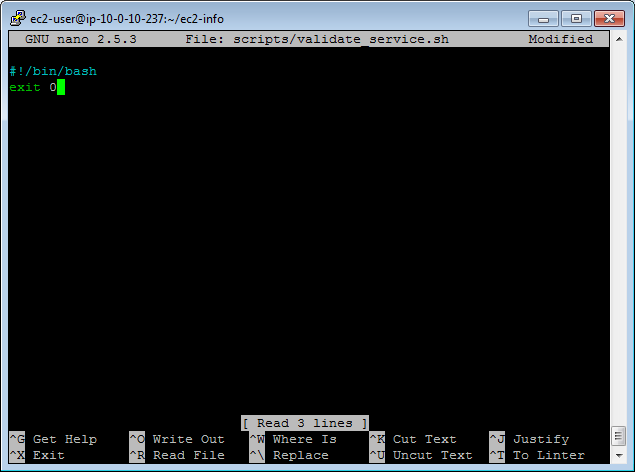 ec2-user@ip-10-0-10-237:~/ec2-info
GNU nano 2.5.3 File: scripts/validate_service.sh Modified
#!/bin/bash
exit 0
[ Read 3 lines ]
^G Get Help ^O Write Out ^W Where Is ^K Cut Text ^J Justify
^X Exit ^R Read File ^\ Replace ^U Uncut Text ^T To Linter